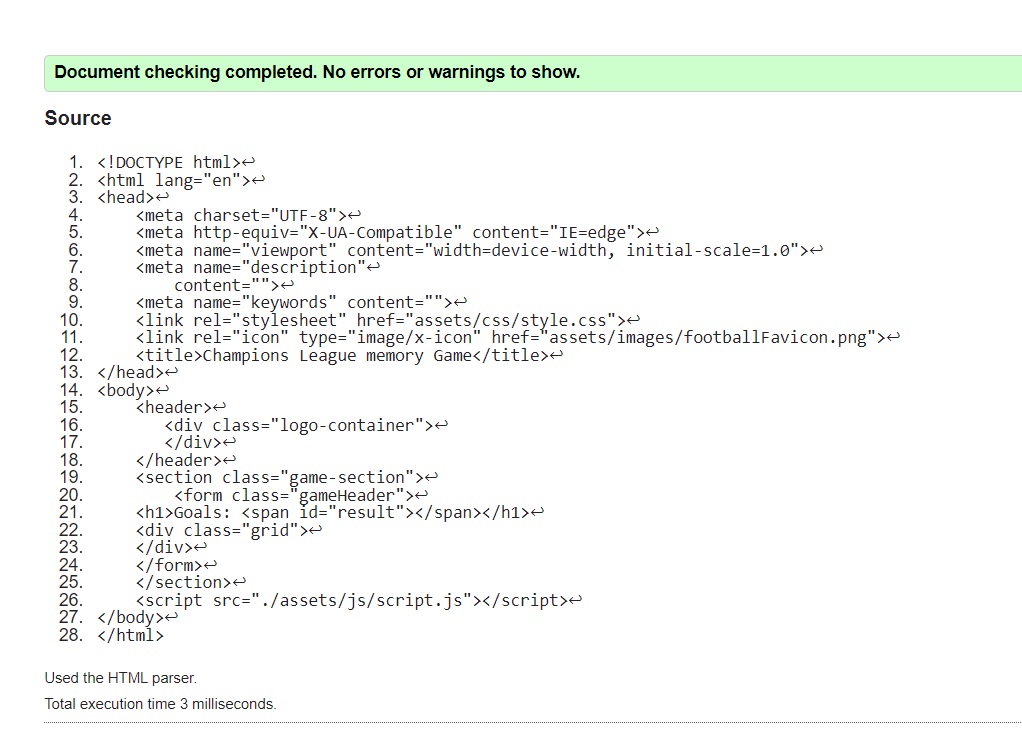 Document checking completed. No errors or warnings to show.
Source
1. <!DOCTYPE html>↩
2. <html lang="en">↩
3. <head>↩
4.     <meta charset="UTF-8">↩
5.     <meta http-equiv="X-UA-Compatible" content="IE=edge">↩
6.     <meta name="viewport" content="width=device-width, initial-scale=1.0">↩
7.     <meta name="description"↩
8.         content="">↩
9.     <meta name="keywords" content="">↩
10.     <link rel="stylesheet" href="assets/css/style.css">↩
11.     <link rel="icon" type="image/x-icon" href="assets/images/footballFavicon.png">↩
12.     <title>Champions League memory Game</title>↩
13. </head>↩
14. <body>↩
15.     <header>↩
16.        <div class="logo-container">↩
17.        </div>↩
18.     </header>↩
19.     <section class="game-section">↩
20.         <form class="gameHeader">↩
21.     <h1>Goals: <span id="result"></span></h1>↩
22.     <div class="grid">↩
23.     </div>↩
24.     </form>↩
25.     </section>↩
26.     <script src="./assets/js/script.js"></script>↩
27. </body>↩
28. </html>
Used the HTML parser.
Total execution time 3 milliseconds.